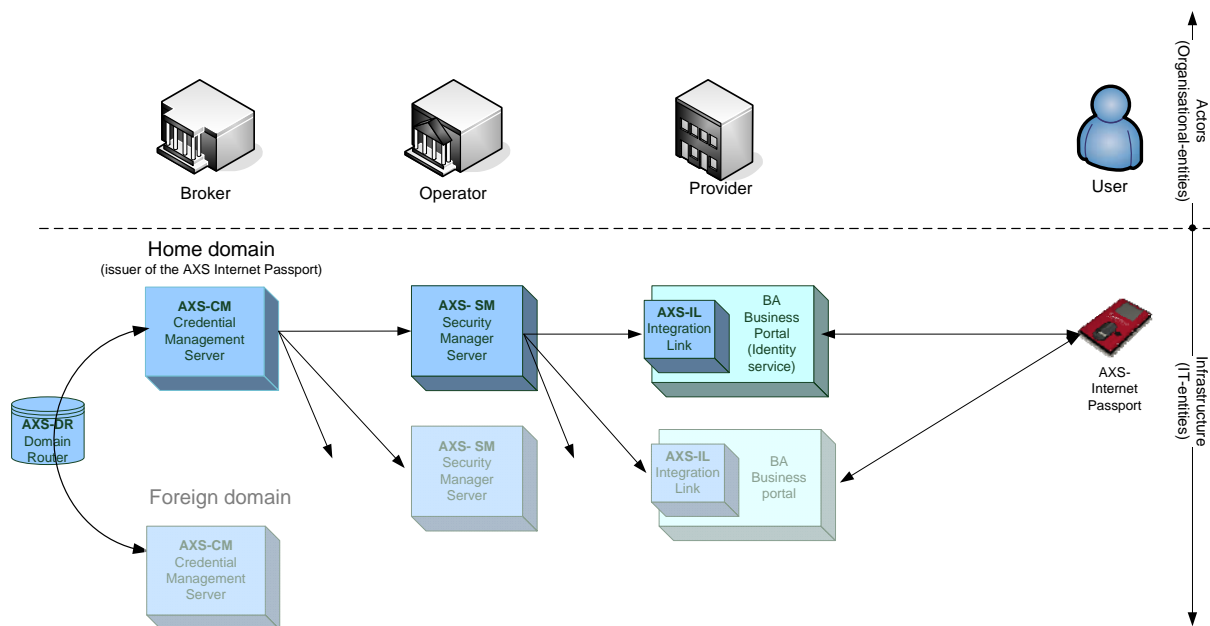 Broker
Operator
Provider
User
Actors
(Organisational-entities)
Home domain
(issuer of the AXS Internet Passport)
AXS-CM
Credential
Management
Server
AXS- SM
Security
Manager
Server
AXS-IL
Integration
Link
BA
Business
Portal
(Identity
service)
AXS-
Internet
Passport
Infrastructure
(IT-entities)
AXS-DR
Domain
Router
AXS- SM
Security
Manager
Server
AXS-IL
Integration
Link
BA
Business
portal
Foreign domain
AXS-CM
Credential
Management
Server